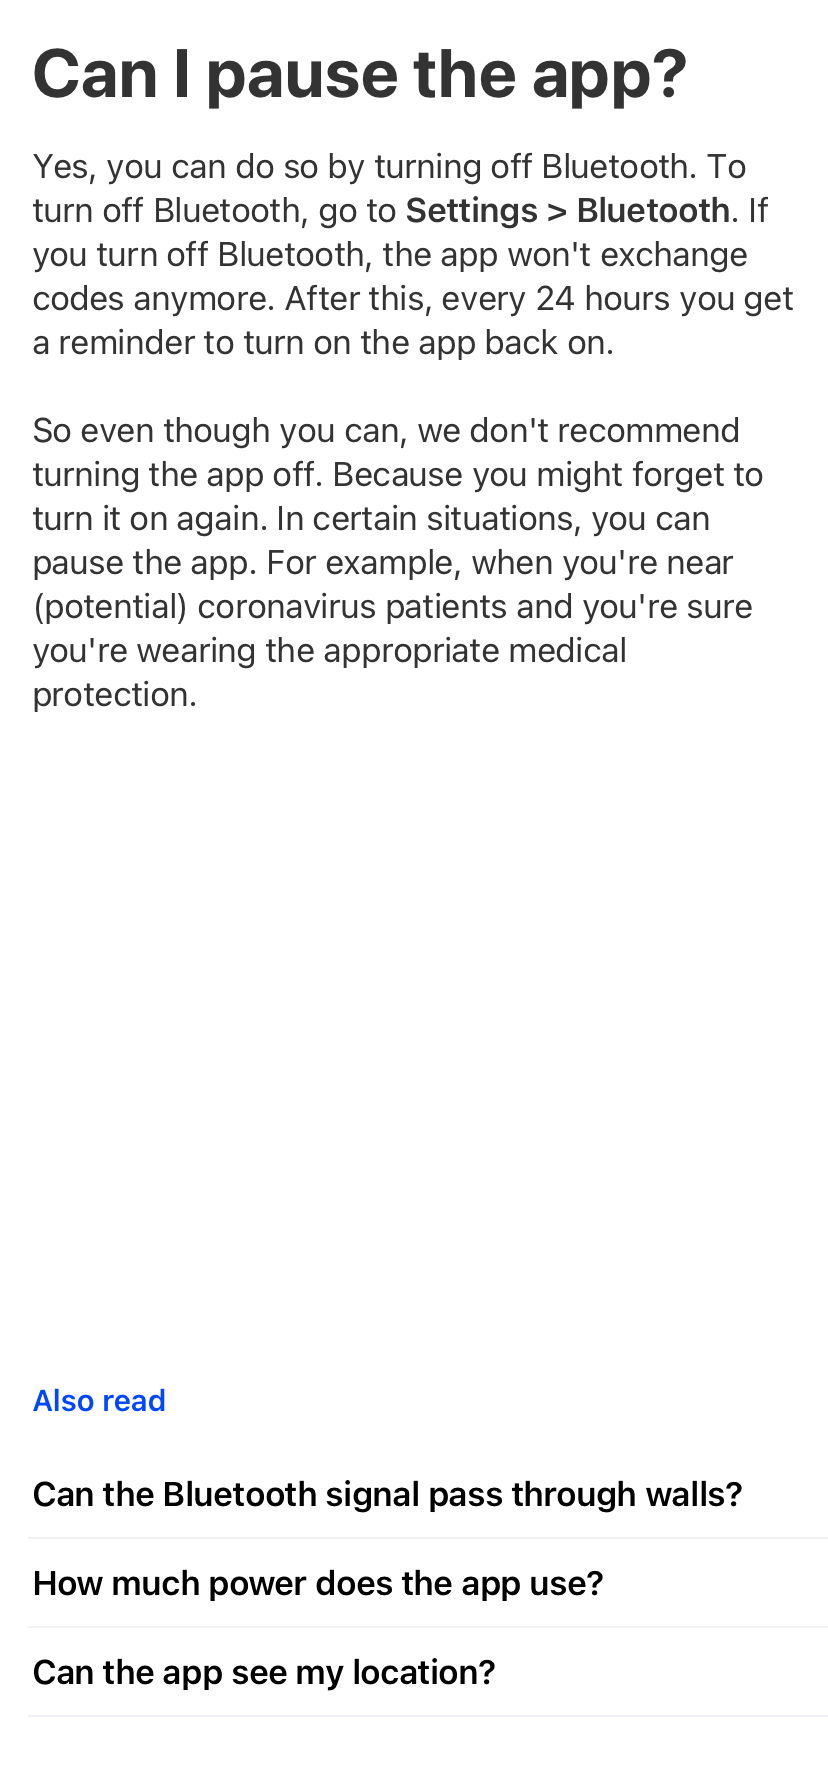 Can I pause the app?
Yes, you can do so by turning off Bluetooth. To
turn off Bluetooth, go to Settings > Bluetooth. If
you turn off Bluetooth, the app won't exchange
codes anymore. After this, every 24 hours you get
a reminder to turn on the app back on.
So even though you can, we don't recommend
turning the app off. Because you might forget to
turn it on again. In certain situations, you can
pause the app. For example, when you're near
(potential) coronavirus patients and you're sure
you're wearing the appropriate medical
protection.
Also read
Can the Bluetooth signal pass through walls?
How much power does the app use?
Can the app see my location?